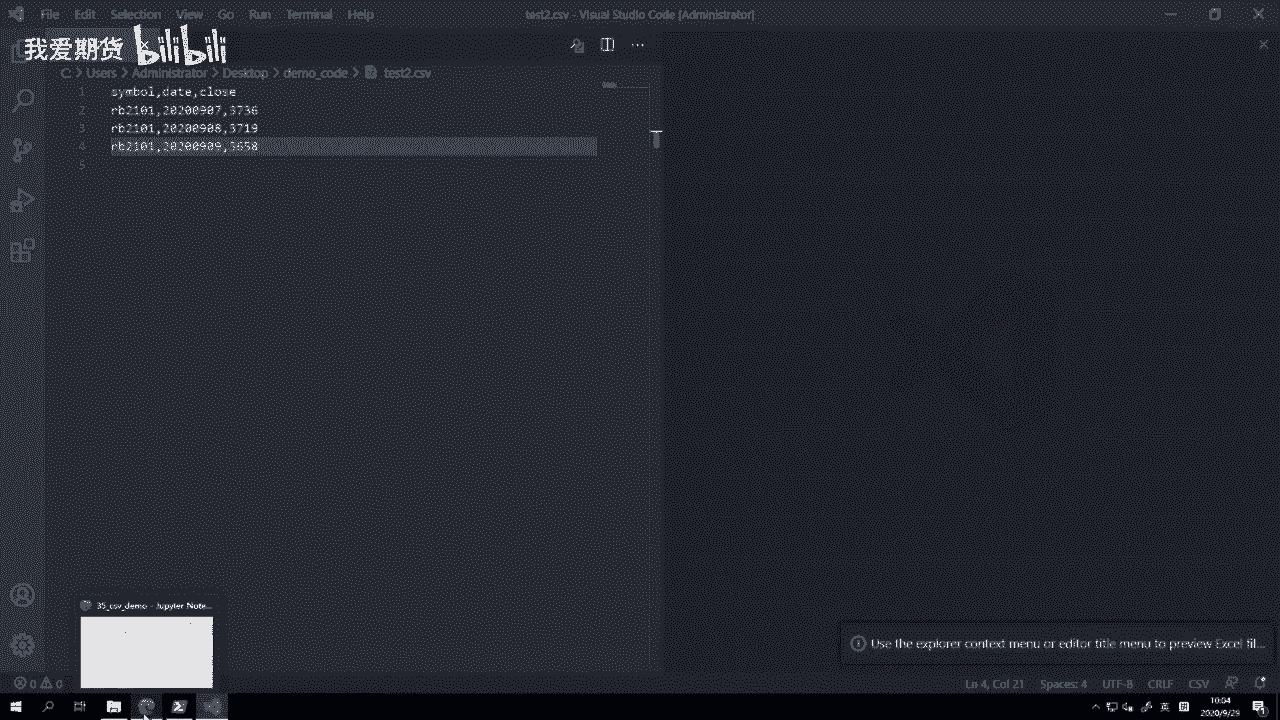 File Edit Selection View Go Run Terminal Help
test2.csv - Visual Studio Code [Administrator]
我爱期货 bilibili
C: > Users > Administrator > Desktop > demo_code > test2.csv
1 symbol,date,close
2 rb2101,20200907,3736
3 rb2101,20200908,3719
4 rb2101,20200909,3658
5
35_csv_demo - Jupyter Note...
Use the explorer context menu or editor title menu to preview Excel fil...
0 0
Ln 4, Col 21 Spaces: 4 UTF-8 CRLF CSV
英 拼
10:04
2020/9/29